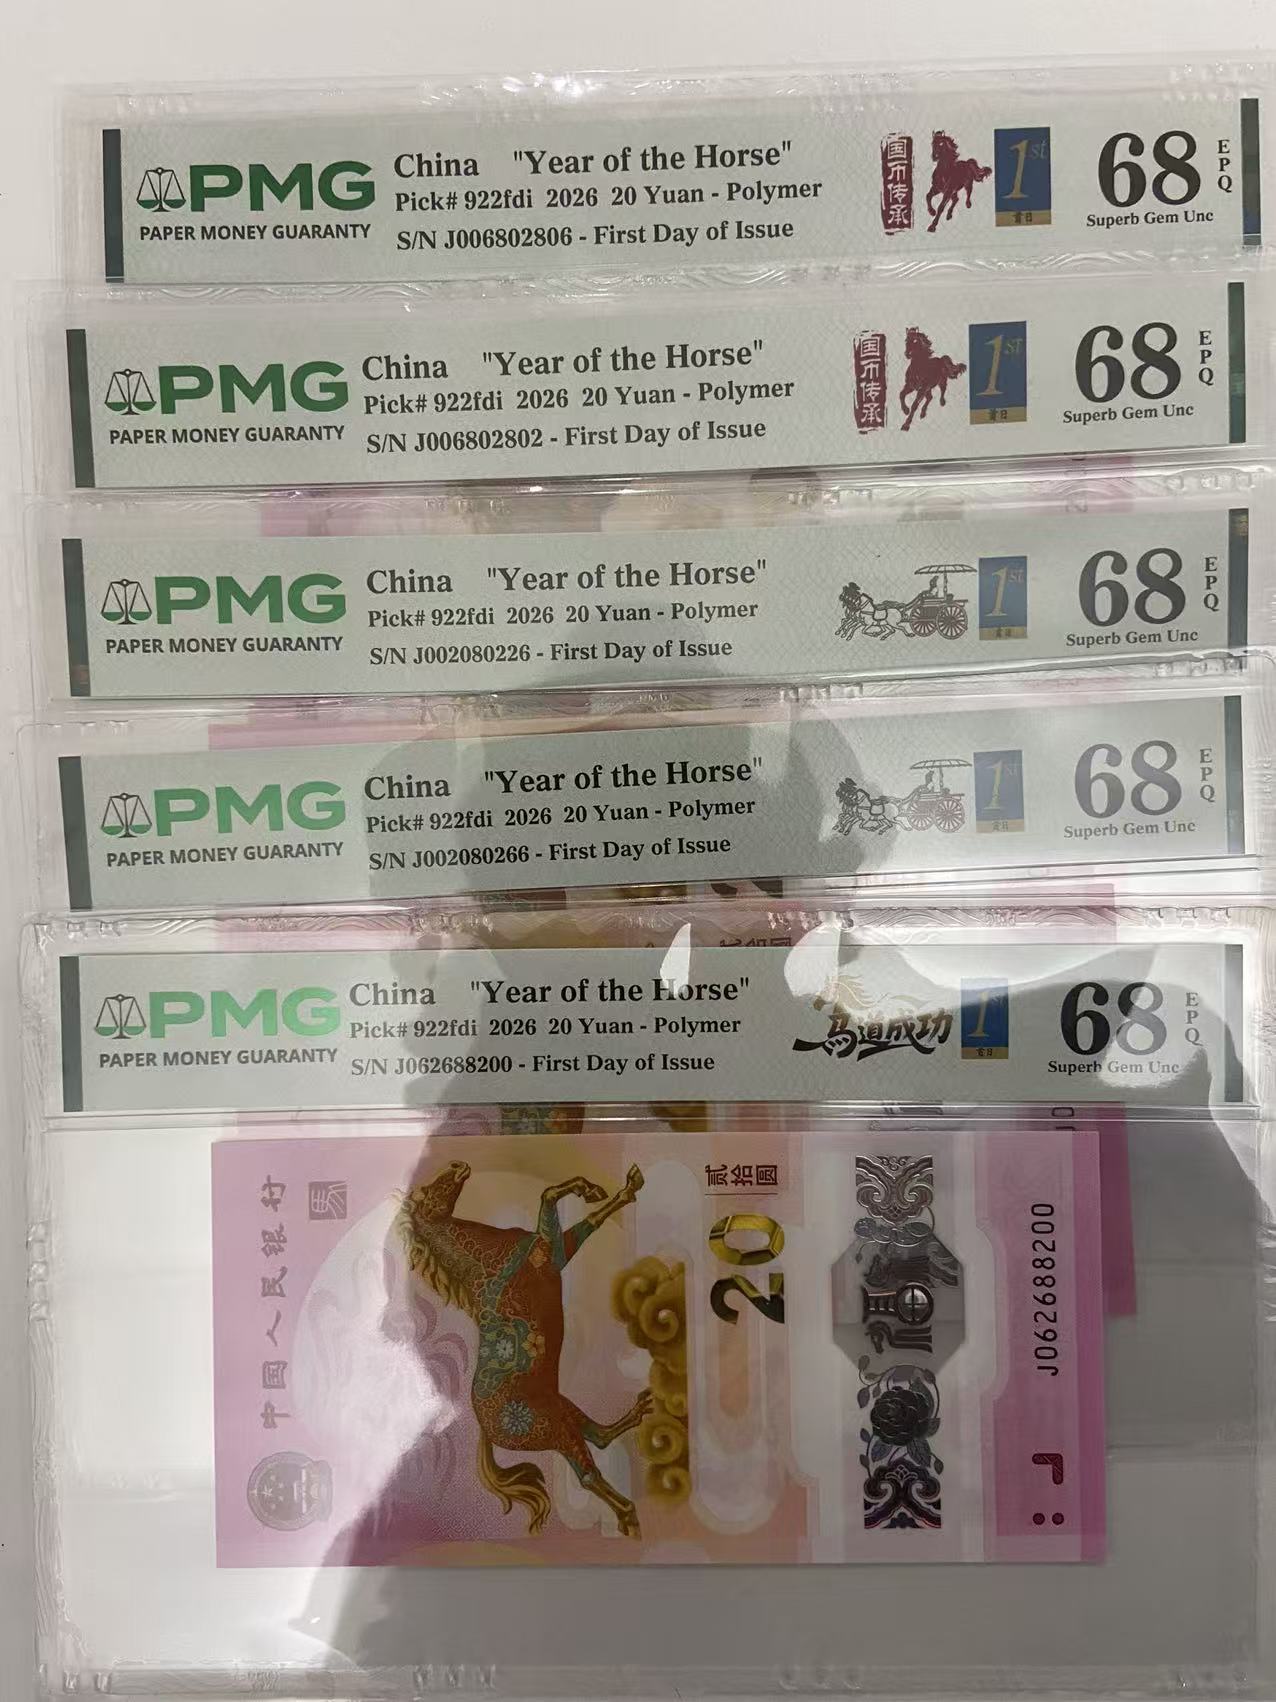 PMG
PAPER MONEY GUARANTY
China "Year of the Horse"
Pick# 922fdi 2026 20 Yuan - Polymer
S/N J006802806 - First Day of Issue
国币传承
1st
首日
68
EPQ
Superb Gem Unc
PMG
PAPER MONEY GUARANTY
China "Year of the Horse"
Pick# 922fdi 2026 20 Yuan - Polymer
S/N J006802802 - First Day of Issue
国币传承
1st
首日
68
EPQ
Superb Gem Unc
PMG
PAPER MONEY GUARANTY
China "Year of the Horse"
Pick# 922fdi 2026 20 Yuan - Polymer
S/N J002080226 - First Day of Issue
1st
首日
68
EPQ
Superb Gem Unc
PMG
PAPER MONEY GUARANTY
China "Year of the Horse"
Pick# 922fdi 2026 20 Yuan - Polymer
S/N J002080266 - First Day of Issue
1st
首日
68
EPQ
Superb Gem Unc
PMG
PAPER MONEY GUARANTY
China "Year of the Horse"
Pick# 922fdi 2026 20 Yuan - Polymer
S/N J062688200 - First Day of Issue
马道成功
1st
首日
68
EPQ
Superb Gem Unc
中国人民银行
贰拾圆
20
J062688200